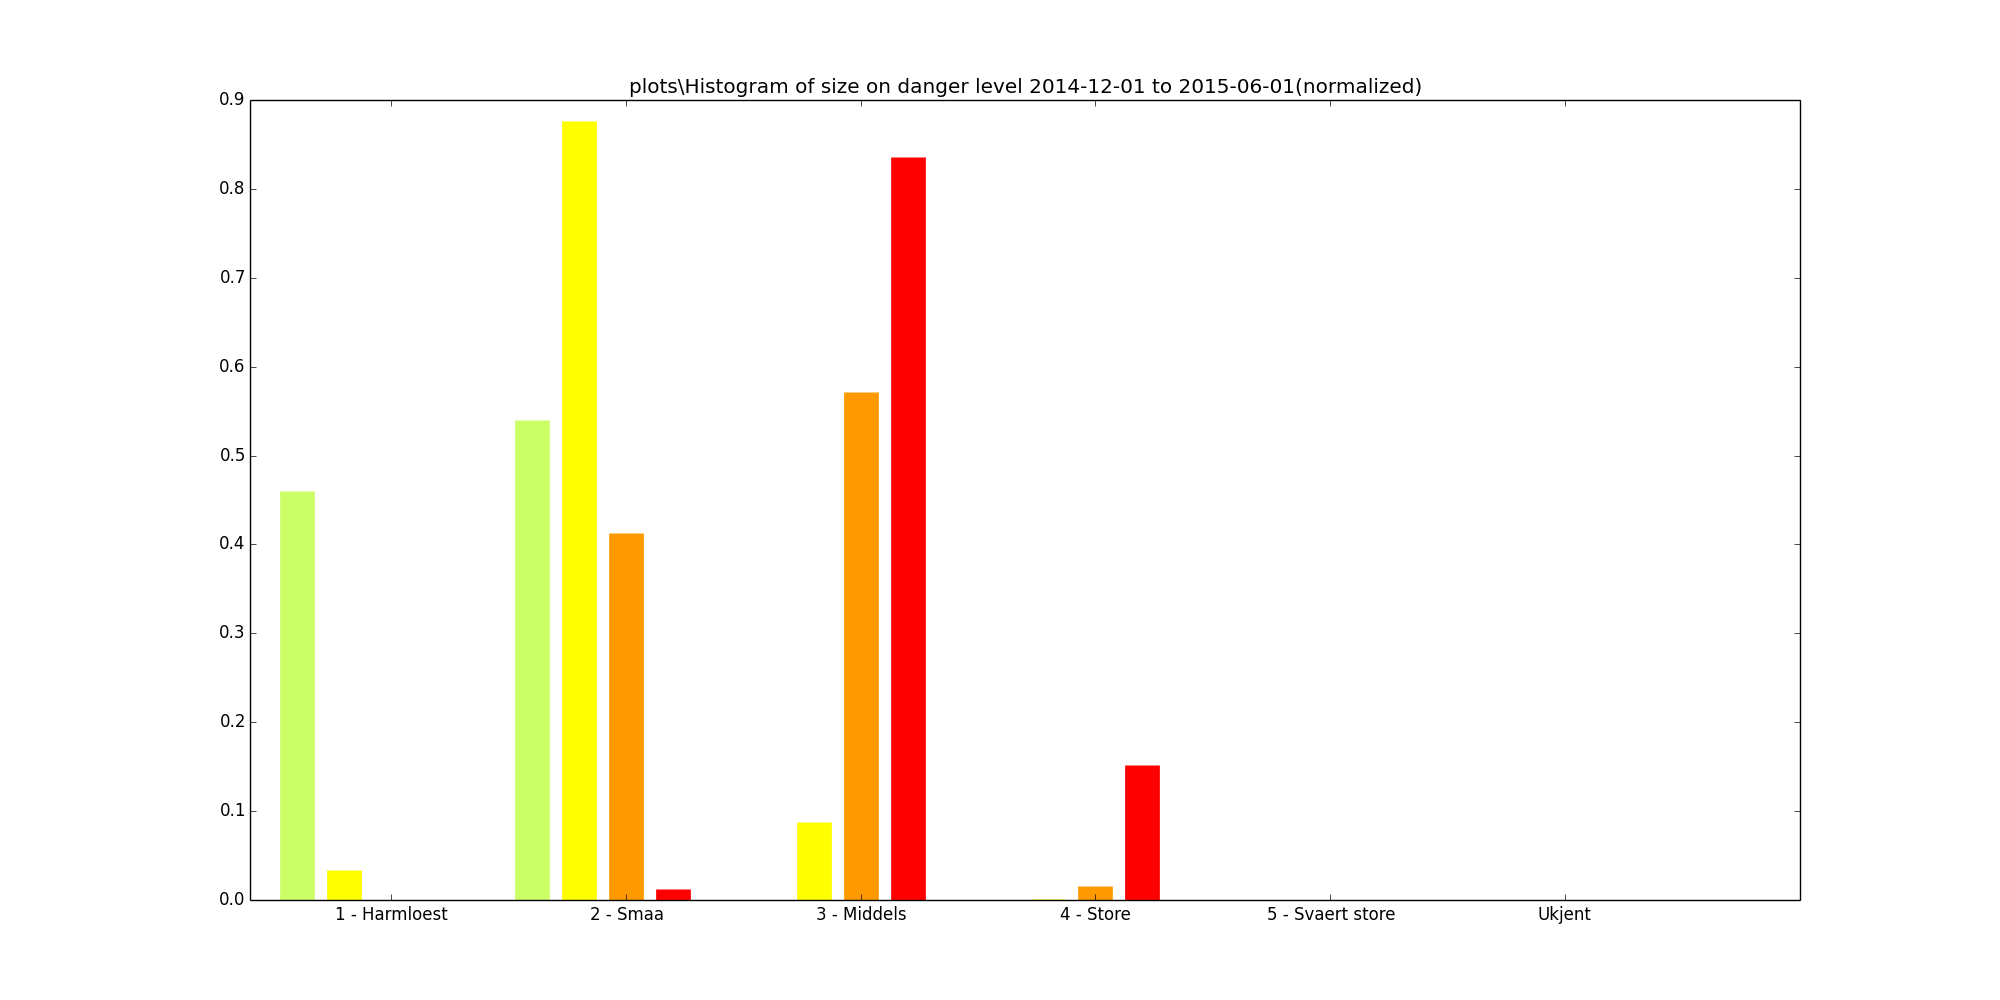 plots\Histogram of size on danger level 2014-12-01 to 2015-06-01(normalized)
0.9
0.8
0.7
0.6
0.5
0.4
0.3
0.2
0.1
0.0
1 - Harmloest
2 - Smaa
3 - Middels
4 - Store
5 - Svaert store
Ukjent